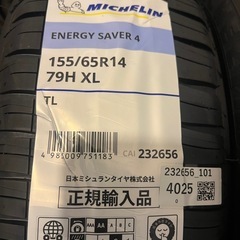 MICHELIN
ENERGY SAVER 4
155/65R14
79H XL
TL
4 981009 751183
CAI 232656
232656_101
4025
0
日本ミシュランタイヤ株式会社
正規輸入品